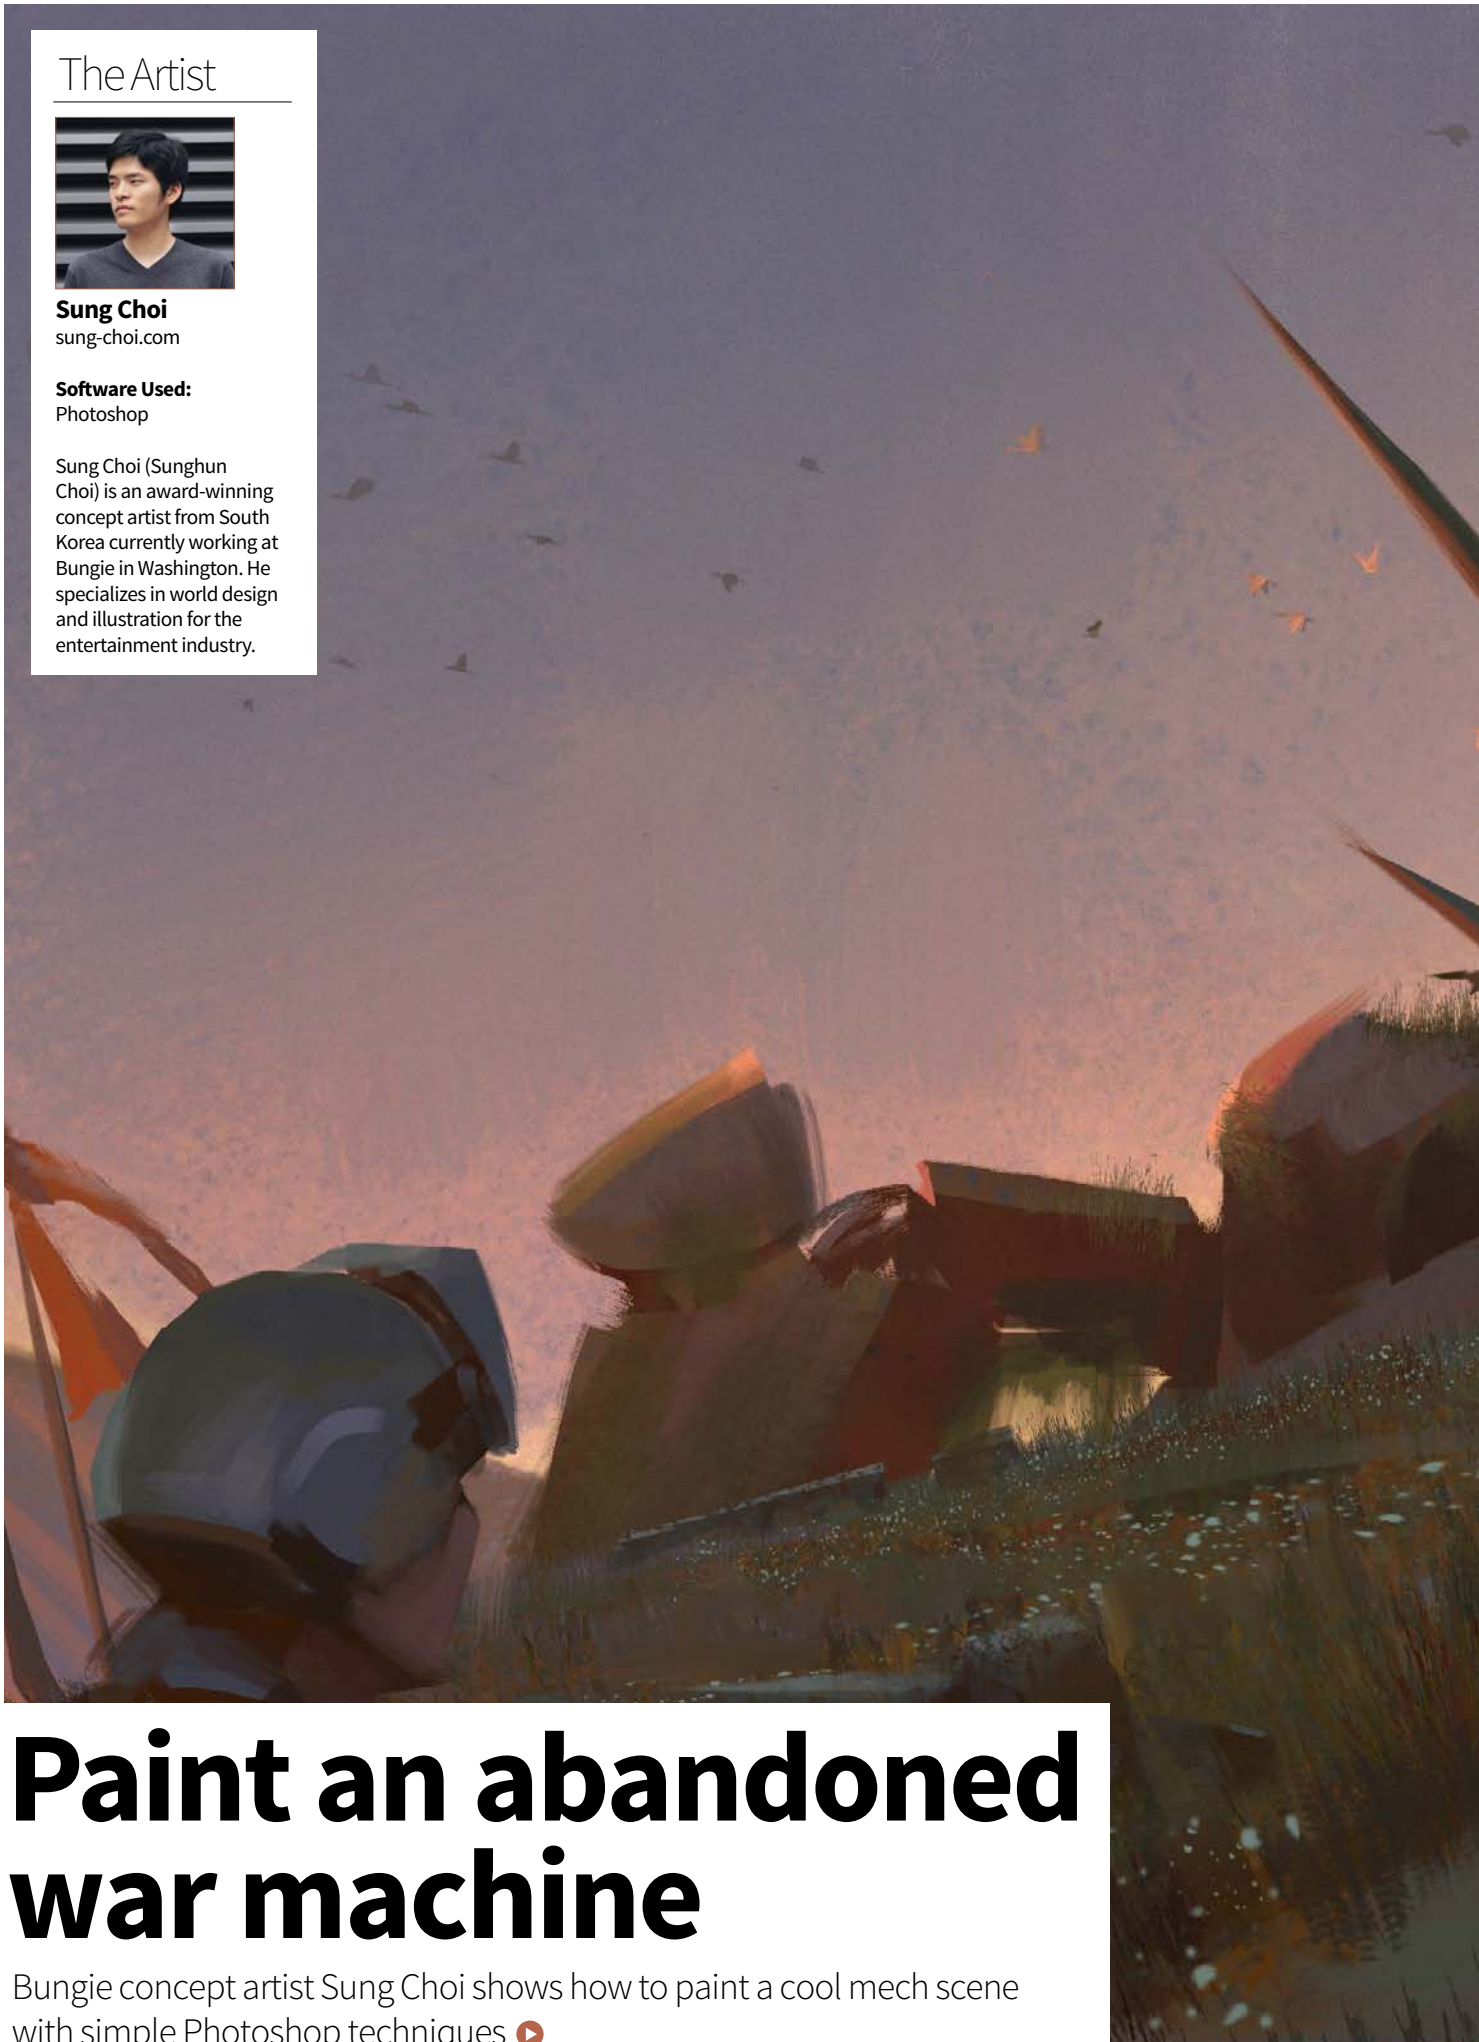 The Artist
Sung Choi
sung-choi.com
Software Used:
Photoshop
Sung Choi (Sunghun
Choi) is an award-winning
concept artist from South
Korea currently working at
Bungie in Washington. He
specializes in world design
and illustration for the
entertainment industry.
Paint an abandoned
war machine
Bungie concept artist Sung Choi shows how to paint a cool mech scene
with simple Photoshop techniques